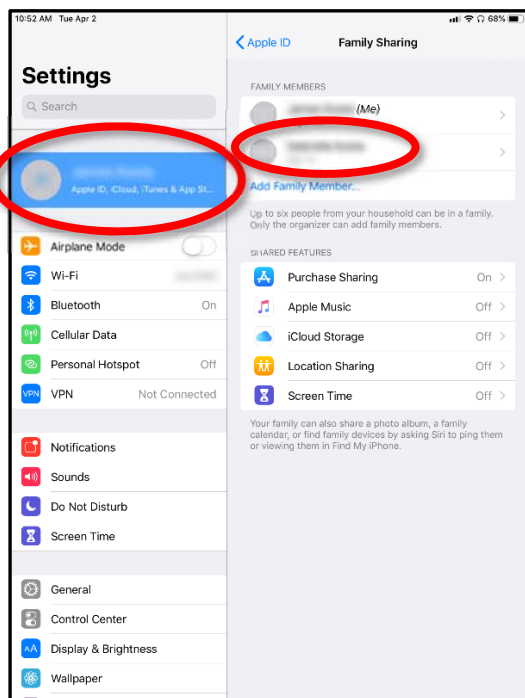 10:52 AM Tue Apr 2
68%
Settings
Search
Apple ID, iCloud, iTunes & App St...
Airplane Mode
Wi-Fi
Bluetooth On
Cellular Data
Personal Hotspot Off
VPN VPN Not Connected
Notifications
Sounds
Do Not Disturb
Screen Time
General
Control Center
AA Display & Brightness
Wallpaper
Apple ID
Family Sharing
FAMILY MEMBERS
(Me)
Add Family Member...
Up to six people from your household can be in a family.
Only the organizer can add family members.
SHARED FEATURES
Purchase Sharing On
Apple Music Off
iCloud Storage Off
Location Sharing Off
Screen Time Off
Your family can also share a photo album, a family
calendar, or find family devices by asking Siri to ping them
or viewing them in Find My iPhone.